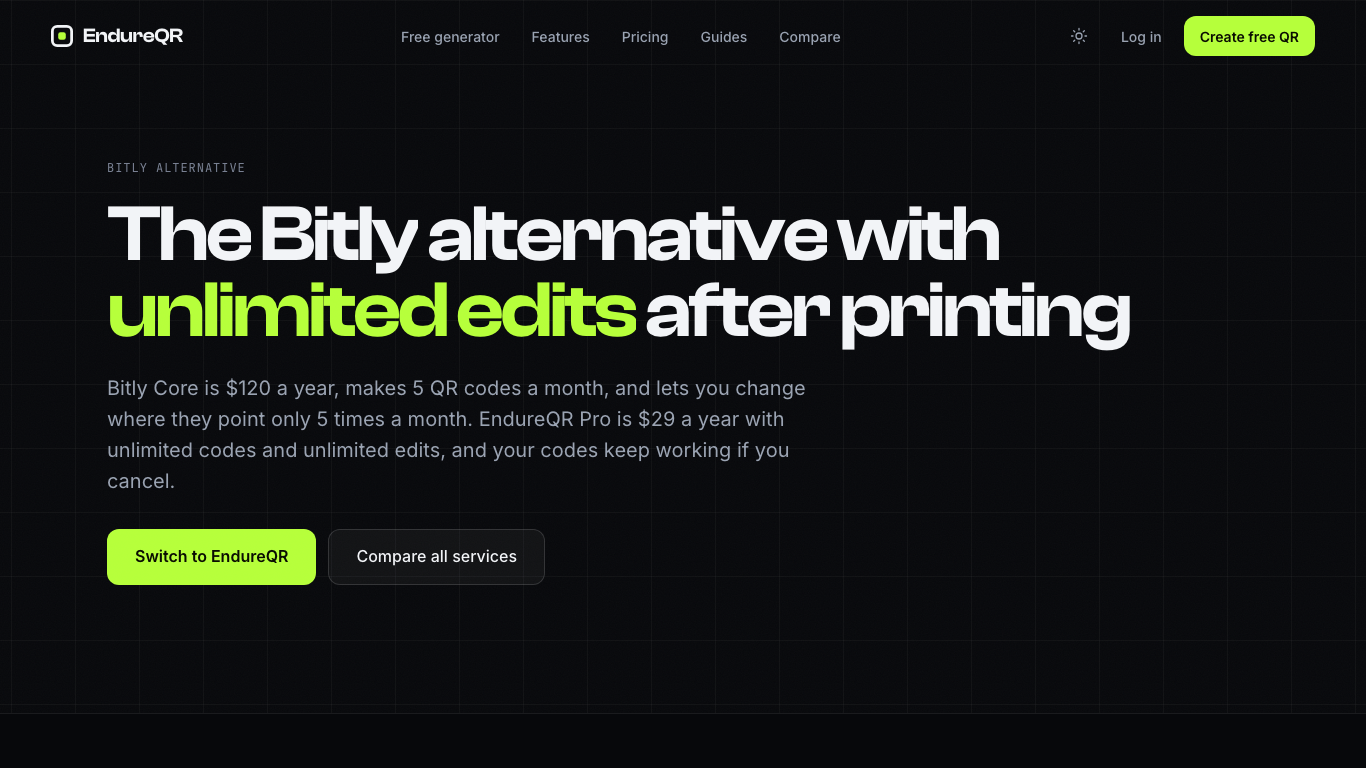 EndureQR
Free generator
Features
Pricing
Guides
Compare
Log in
Create free QR
BITLY ALTERNATIVE
The Bitly alternative with
unlimited edits after printing
Bitly Core is $120 a year, makes 5 QR codes a month, and lets you change
where they point only 5 times a month. EndureQR Pro is $29 a year with
unlimited codes and unlimited edits, and your codes keep working if you
cancel.
Switch to EndureQR
Compare all services